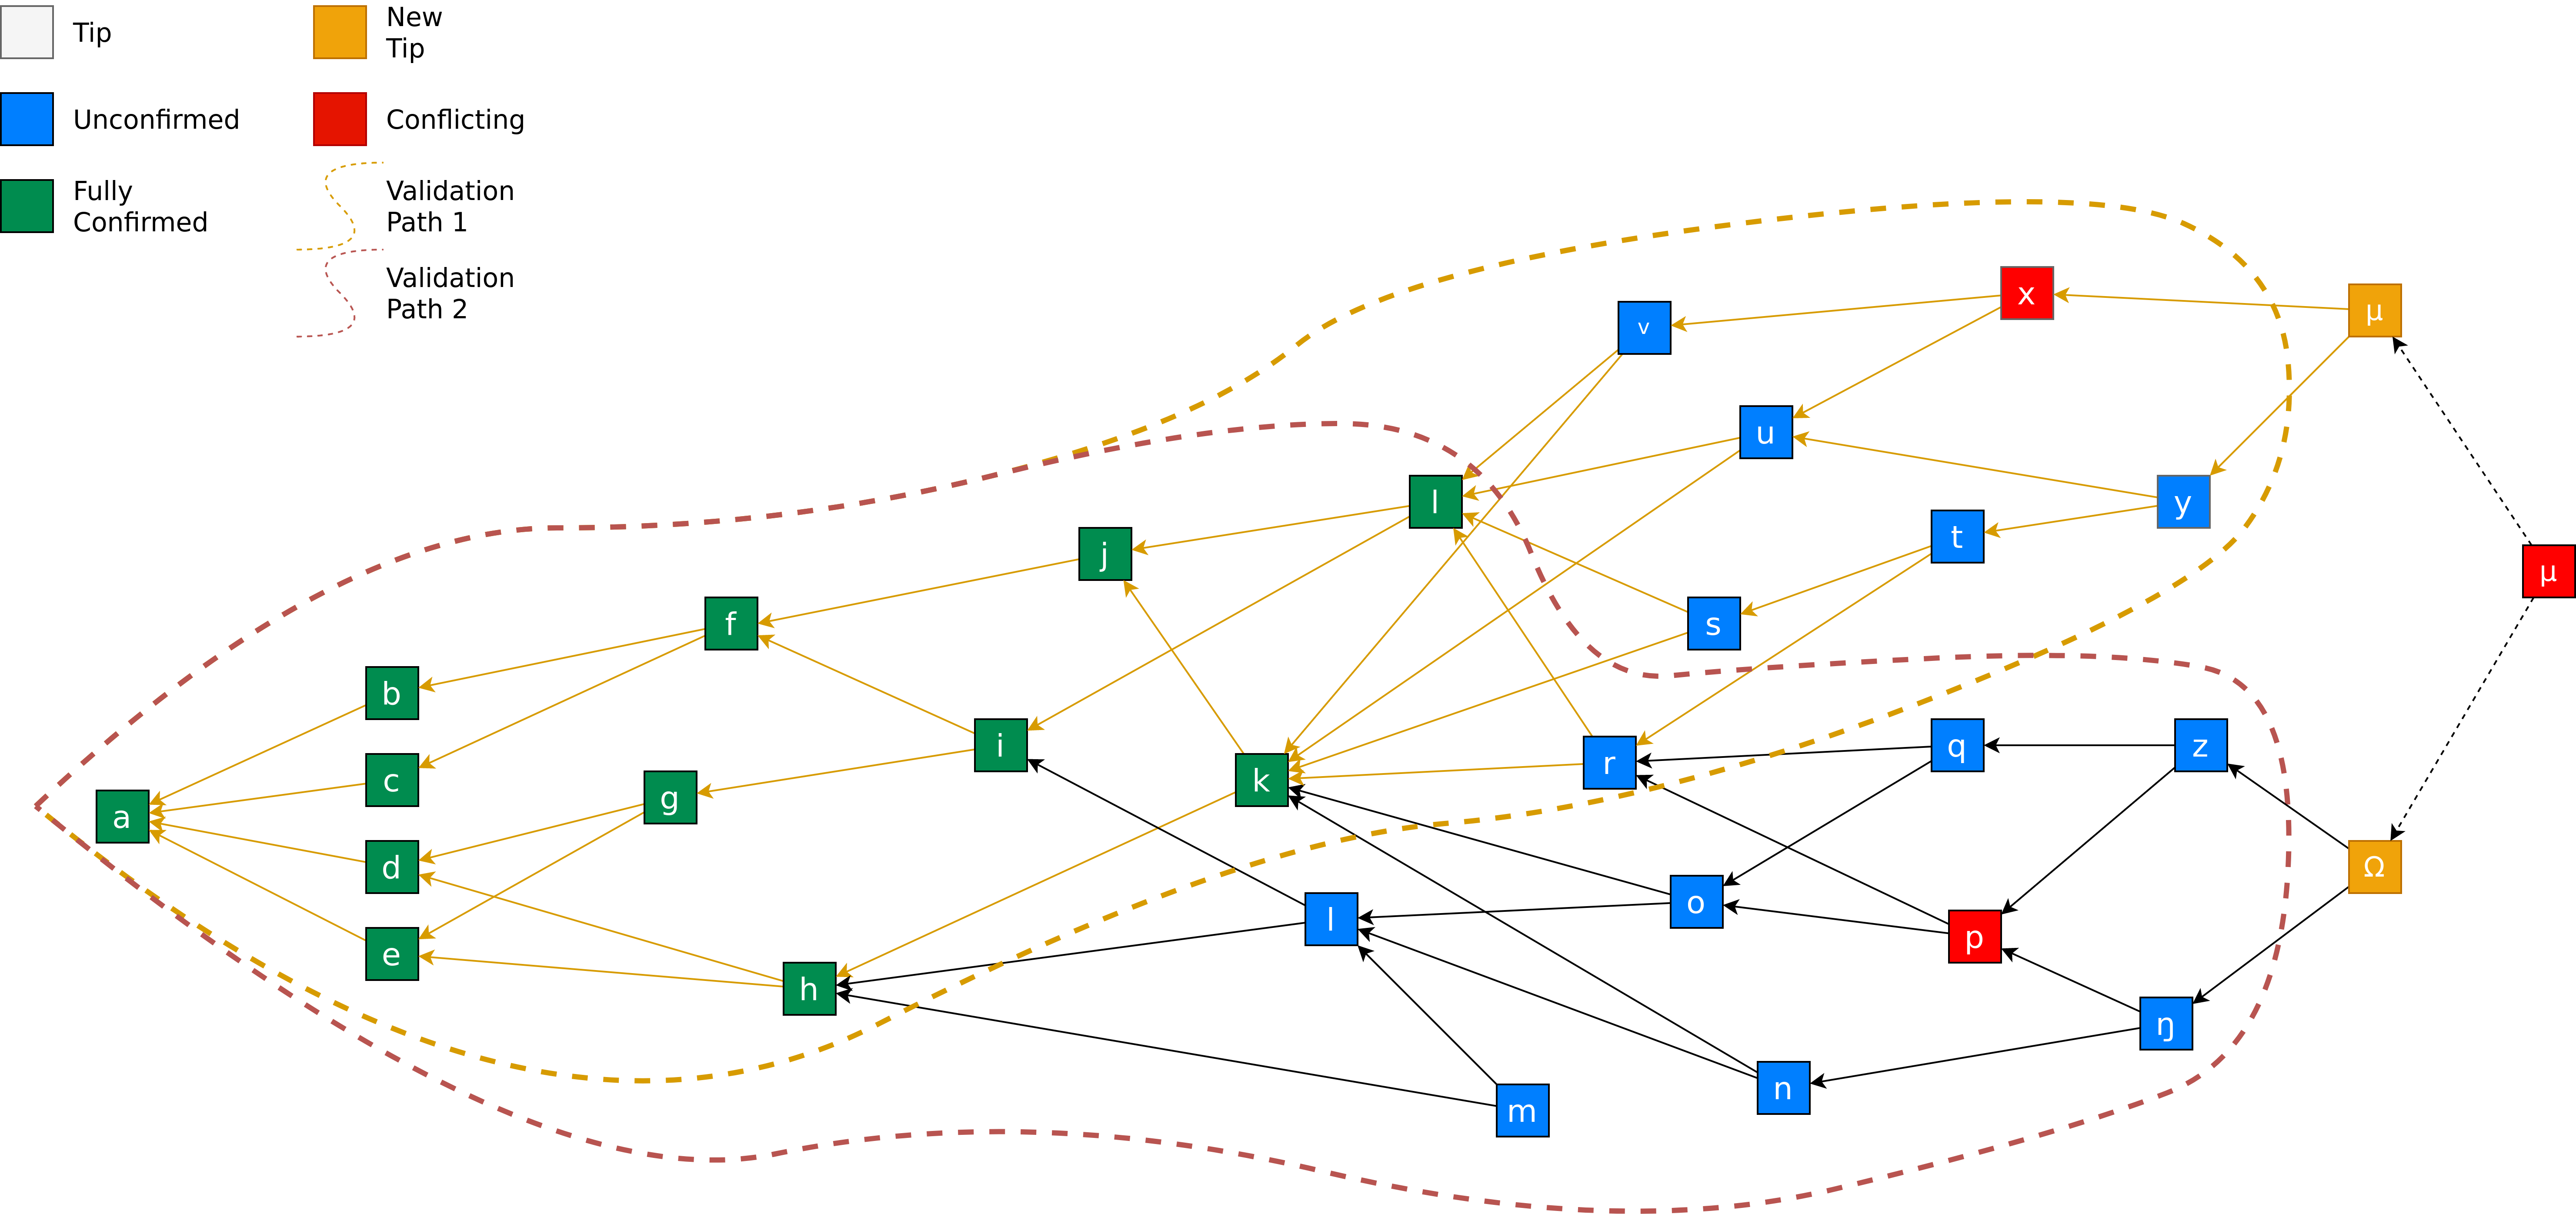 Tip
New
Tip
Unconfirmed
Conflicting
Fully
Confirmed
Validation
Path 1
Validation
Path 2
x
μ
v
u
l
y
t
j
μ
f
s
b
i
q
z
r
c
k
g
a
d
Ω
o
l
p
e
h
ŋ
n
m